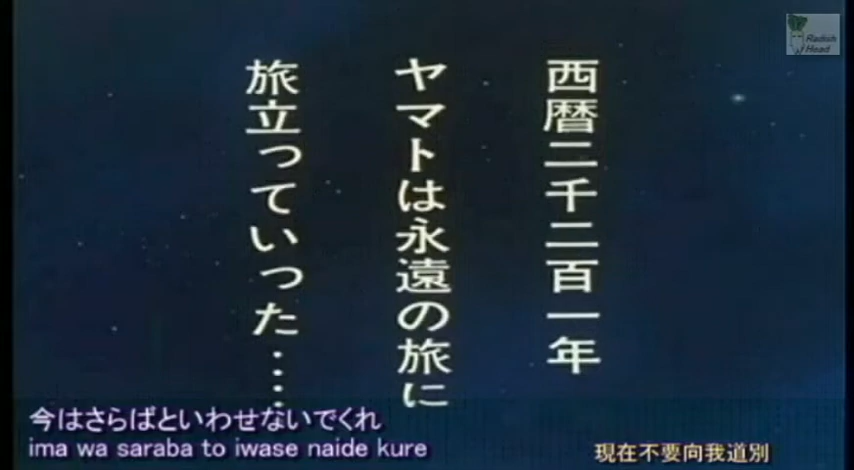 Radish
Head
西暦二千二百一年
ヤマトは永遠の旅に
旅立っていった…
今はさらばといわせないでくれ
ima wa saraba to iwase naide kure
現在不要向我道別